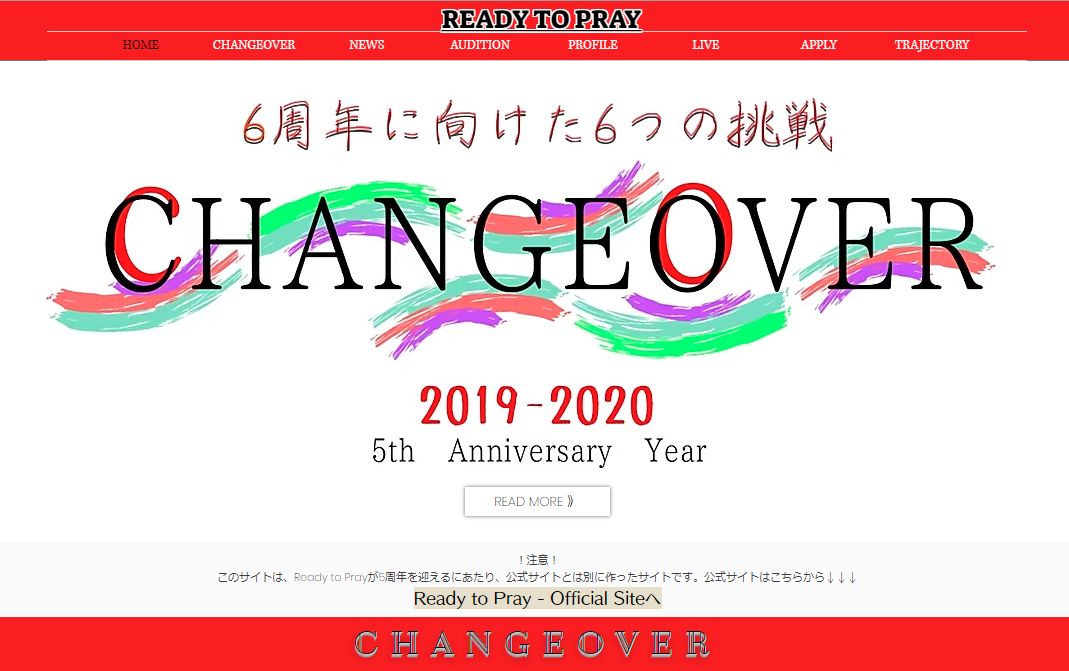 READY TO PRAY
HOME CHANGEOVER NEWS AUDITION PROFILE LIVE APPLY TRAJECTORY
6周年に向けた6つの挑戦
CHANGEOVER
2019-2020
5th Anniversary Year
READ MORE 》
！注意！
このサイトは、Ready to Prayが5周年を迎えるにあたり、公式サイトとは別に作ったサイトです。公式サイトはこちらから↓↓↓
Ready to Pray - Official Siteへ
CHANGEOVER